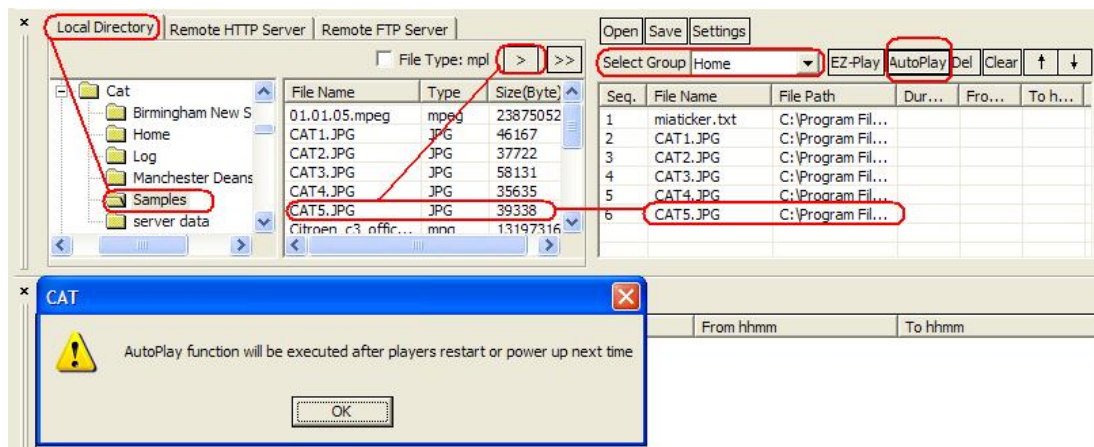 Local Directory Remote HTTP Server Remote FTP Server
File Type: mpl > >>
Cat
Birmingham New S
Home
Log
Manchester Deans
Samples
server data
File Name Type Size(Byte)
01.01.05.mpeg mpeg 23875052
CAT1.JPG JPG 46167
CAT2.JPG JPG 37722
CAT3.JPG JPG 58131
CAT4.JPG JPG 35635
CAT5.JPG JPG 39338
Citroen_c3_offic... mpg 13197316
Open Save Settings
Select Group Home EZ-Play AutoPlay Del Clear
Seq. File Name File Path Dur... Fro... To h...
1 miaticker.txt C:\Program Fil...
2 CAT1.JPG C:\Program Fil...
3 CAT2.JPG C:\Program Fil...
4 CAT3.JPG C:\Program Fil...
5 CAT4.JPG C:\Program Fil...
6 CAT5.JPG C:\Program Fil...
CAT
AutoPlay function will be executed after players restart or power up next time
OK
From hhmm To hhmm